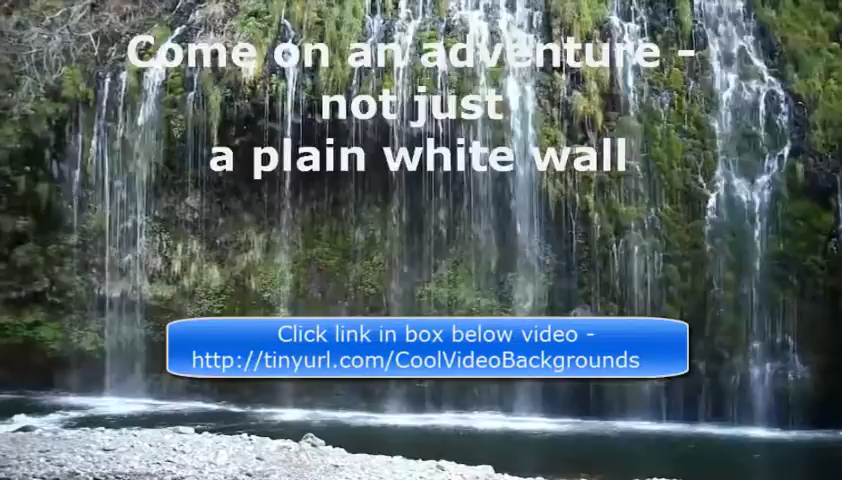 Come on an adventure -
not just
a plain white wall
Click link in box below video -
http://tinyurl.com/CoolVideoBackgrounds